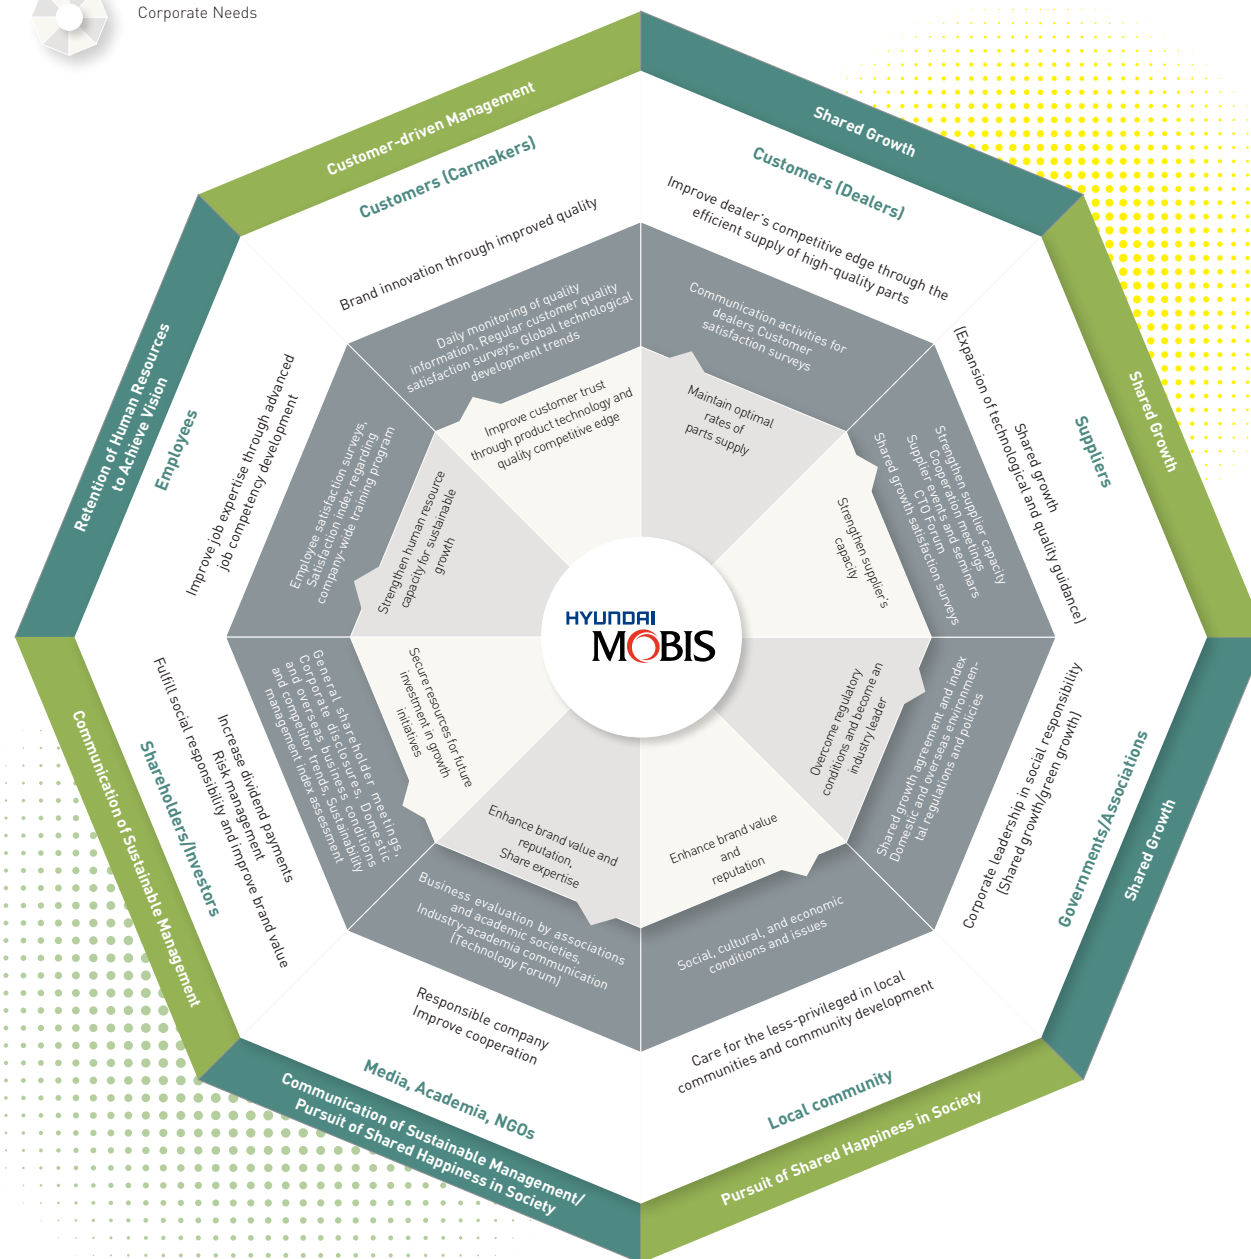 Corporate Needs
Customer-driven Management
Customers (Carmakers)
Brand innovation through improved quality
Daily monitoring of quality
information, Regular customer quality
satisfaction surveys, Global technological
development trends
Improve customer trust
through product technology and
quality competitive edge
Shared Growth
Customers (Dealers)
Improve dealer's competitive edge through the
efficient supply of high-quality parts
Communication activities for
dealers Customer
satisfaction surveys
Maintain optimal
rates of
parts supply
Shared Growth
Suppliers
Shared growth
(Expansion of technological and quality guidance)
Strengthen supplier capacity
Cooperation meetings
Supplier events and seminars
CTO Forum
Shared growth satisfaction surveys
Strengthen supplier's
capacity
Shared Growth
Governments/Associations
Corporate leadership in social responsibility
(Shared growth/green growth)
Shared growth agreement and index
Domestic and overseas environmen-
tal regulations and policies
Overcome regulatory
conditions and become an
industry leader
Pursuit of Shared Happiness in Society
Local community
Care for the less-privileged in local
communities and community development
Social, cultural, and economic
conditions and issues
Enhance brand value
and
reputation
Communication of Sustainable Management/
Pursuit of Shared Happiness in Society
Media, Academia, NGOs
Responsible company
Improve cooperation
Business evaluation by associations
and academic societies,
Industry-academia communication
(Technology Forum)
Enhance brand value and
reputation,
Share expertise
Communication of Sustainable Management
Shareholders/Investors
Increase dividend payments
Risk management
Fulfill social responsibility and improve brand value
General shareholder meetings,
Corporate disclosures, Domestic
and overseas business conditions
and competitor trends, Sustainability
management index assessment
Secure resources for future
investment in growth
initiatives
Retention of Human Resources
to Achieve Vision
Employees
Improve job expertise through advanced
job competency development
Employee satisfaction surveys,
Satisfaction index regarding
company-wide training program
Strengthen human resource
capacity for sustainable
growth
HYUNDAI
MOBIS